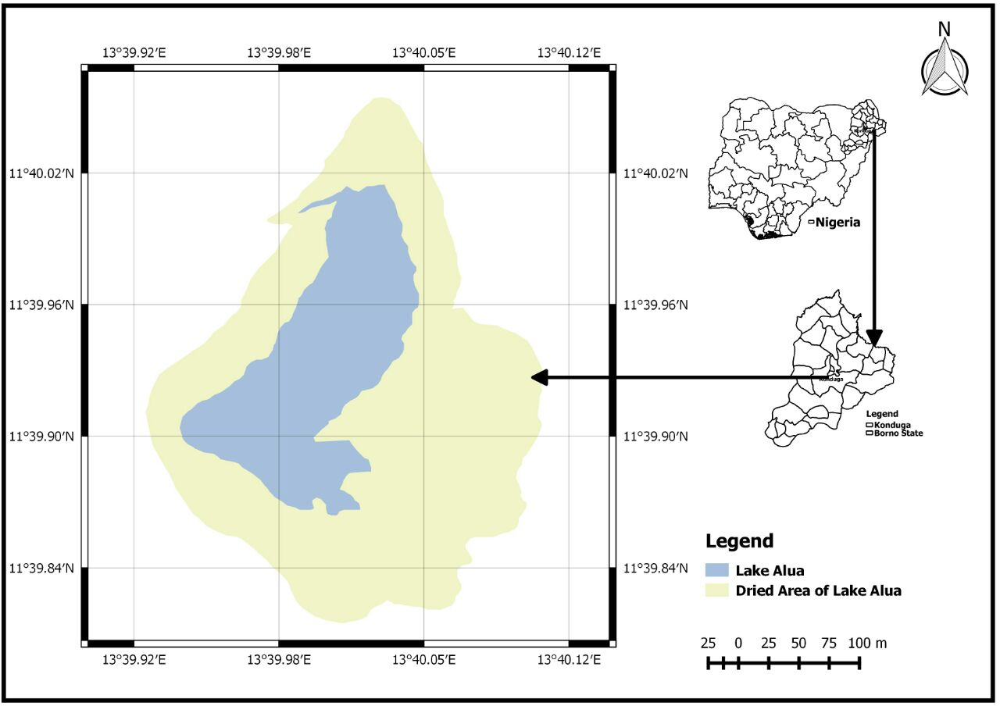 N
13°39.92′E 13°39.98′E 13°40.05′E 13°40.12′E
11°40.02′N 11°40.02′N
11°39.96′N 11°39.96′N
11°39.90′N 11°39.90′N
11°39.84′N 11°39.84′N
13°39.92′E 13°39.98′E 13°40.05′E 13°40.12′E
Nigeria
Konduga
Legend
Konduga
Borno State
Legend
Lake Alua
Dried Area of Lake Alua
25 0 25 50 75 100 m